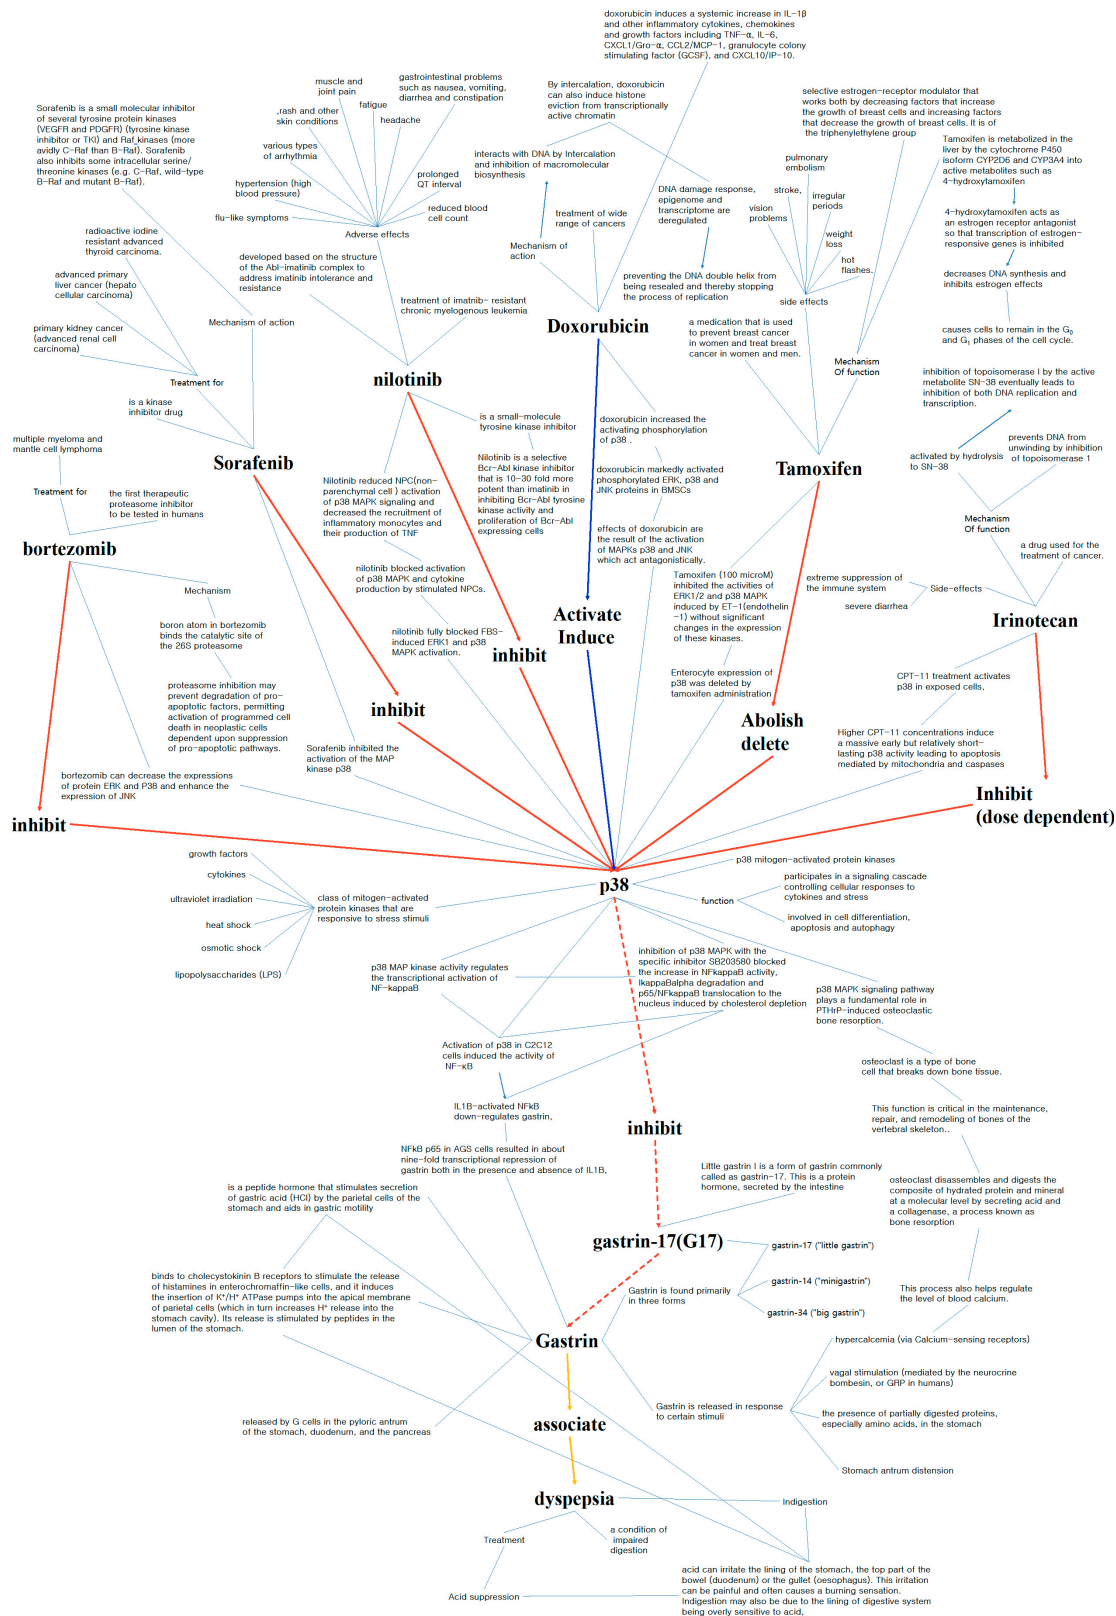 doxorubicin induces a systemic increase in IL-1β
and other inflammatory cytokines, chemokines
and growth factors including TNF-α, IL-6,
CXCL1/Gro-α, CCL2/MCP-1, granulocyte colony
stimulating factor (GCSF), and CXCL10/IP-10.
muscle and
joint pain
gastrointestinal problems
such as nausea, vomiting,
diarrhea and constipation
fatigue
headache
,rash and other
skin conditions
various types
of arrhythmia
hypertension (high
blood pressure)
flu-like symptoms
prolonged
QT interval
reduced blood
cell count
Adverse effects
Sorafenib is a small molecular inhibitor
of several tyrosine protein kinases
(VEGFR and PDGFR) (tyrosine kinase
inhibitor or TKI) and Raf kinases (more
avidly C-Raf than B-Raf). Sorafenib
also inhibits some intracellular serine/
threonine kinases (e.g. C-Raf, wild-type
B-Raf and mutant B-Raf).
By intercalation, doxorubicin
can also induce histone
eviction from transcriptionally
active chromatin
interacts with DNA by Intercalation
and inhibition of macromolecular
biosynthesis
DNA damage response,
epigenome and
transcriptome are
deregulated
treatment of wide
range of cancers
Mechanism of
action
preventing the DNA double helix from
being resealed and thereby stopping
the process of replication
selective estrogen-receptor modulator that
works both by decreasing factors that increase
the growth of breast cells and increasing factors
that decrease the growth of breast cells. It is of
the triphenylethylene group
Tamoxifen is metabolized in the
liver by the cytochrome P450
isoform CYP2D6 and CYP3A4 into
active metabolites such as
4-hydroxytamoxifen
4-hydroxytamoxifen acts as
an estrogen receptor antagonist
so that transcription of estrogen-
responsive genes is inhibited
decreases DNA synthesis and
inhibits estrogen effects
causes cells to remain in the G₀
and G₁ phases of the cell cycle.
pulmonary
embolism
stroke,
irregular
periods
vision
problems
weight
loss
hot
flashes.
side effects
a medication that is used
to prevent breast cancer
in women and treat breast
cancer in women and men.
Mechanism
Of function
radioactive iodine
resistant advanced
thyroid carcinoma.
advanced primary
liver cancer (hepato
cellular carcinoma)
primary kidney cancer
(advanced renal cell
carcinoma)
Mechanism of action
Treatment for
is a kinase
inhibitor drug
developed based on the structure
of the Abl-imatinib complex to
address imatinib intolerance and
resistance
treatment of imatnib- resistant
chronic myelogenous leukemia
Doxorubicin
nilotinib
Sorafenib
Tamoxifen
inhibition of topoisomerase I by the active
metabolite SN-38 eventually leads to
inhibition of both DNA replication and
transcription.
activated by hydrolysis
to SN-38
prevents DNA from
unwinding by inhibition
of topoisomerase 1
Mechanism
Of function
a drug used for the
treatment of cancer.
extreme suppression of
the immune system
Side-effects
severe diarrhea
Irinotecan
multiple myeloma and
mantle cell lymphoma
Treatment for
the first therapeutic
proteasome inhibitor
to be tested in humans
bortezomib
Mechanism
boron atom in bortezomib
binds the catalytic site of
the 26S proteasome
proteasome inhibition may
prevent degradation of pro-
apoptotic factors, permitting
activation of programmed cell
death in neoplastic cells
dependent upon suppression
of pro-apoptotic pathways.
bortezomib can decrease the expressions
of protein ERK and P38 and enhance the
expression of JNK
inhibit
Sorafenib inhibited the
activation of the MAP
kinase p38
inhibit
is a small-molecule
tyrosine kinase inhibitor
Nilotinib is a selective
Bcr-Abl kinase inhibitor
that is 10-30 fold more
potent than imatinib in
inhibiting Bcr-Abl tyrosine
kinase activity and
proliferation of Bcr-Abl
expressing cells
Nilotinib reduced NPC(non-
parenchymal cell ) activation
of p38 MAPK signaling and
decreased the recruitment of
inflammatory monocytes and
their production of TNF
nilotinib blocked activation
of p38 MAPK and cytokine
production by stimulated NPCs.
nilotinib fully blocked FBS-
induced ERK1 and p38
MAPK activation.
inhibit
doxorubicin increased the
activating phosphorylation
of p38 .
doxorubicin markedly activated
phosphorylated ERK, p38 and
JNK proteins in BMSCs
effects of doxorubicin are
the result of the activation
of MAPKs p38 and JNK
which act antagonistically.
Activate
Induce
Tamoxifen (100 microM)
inhibited the activities of
ERK1/2 and p38 MAPK
induced by ET-1(endothelin
-1) without significant
changes in the expression
of these kinases.
Enterocyte expression of
p38 was deleted by
tamoxifen administration
Abolish
delete
CPT-11 treatment activates
p38 in exposed cells,
Higher CPT-11 concentrations induce
a massive early but relatively short-
lasting p38 activity leading to apoptosis
mediated by mitochondria and caspases
Inhibit
(dose dependent)
p38
growth factors
cytokines
ultraviolet irradiation
heat shock
osmotic shock
lipopolysaccharides (LPS)
class of mitogen-activated
protein kinases that are
responsive to stress stimuli
p38 mitogen-activated protein kinases
function
participates in a signaling cascade
controlling cellular responses to
cytokines and stress
involved in cell differentiation,
apoptosis and autophagy
p38 MAP kinase activity regulates
the transcriptional activation of
NF-kappaB
inhibition of p38 MAPK with the
specific inhibitor SB203580 blocked
the increase in NFkappaB activity,
IkappaBalpha degradation and
p65/NFkappaB translocation to the
nucleus induced by cholesterol depletion
p38 MAPK signaling pathway
plays a fundamental role in
PTHrP-induced osteoclastic
bone resorption.
Activation of p38 in C2C12
cells induced the activity of
NF-κB
IL1B-activated NFkB
down-regulates gastrin,
NFkB p65 in AGS cells resulted in about
nine-fold transcriptional repression of
gastrin both in the presence and absence of IL1B,
inhibit
osteoclast is a type of bone
cell that breaks down bone tissue.
This function is critical in the maintenance,
repair, and remodeling of bones of the
vertebral skeleton..
osteoclast disassembles and digests the
composite of hydrated protein and mineral
at a molecular level by secreting acid and
a collagenase, a process known as
bone resorption
This process also helps regulate
the level of blood calcium.
is a peptide hormone that stimulates secretion
of gastric acid (HCl) by the parietal cells of the
stomach and aids in gastric motility
Little gastrin I is a form of gastrin commonly
called as gastrin-17. This is a protein
hormone, secreted by the intestine
gastrin-17(G17)
gastrin-17 ("little gastrin")
gastrin-14 ("minigastrin")
gastrin-34 ("big gastrin")
Gastrin is found primarily
in three forms
binds to cholecystokinin B receptors to stimulate the release
of histamines in enterochromaffin-like cells, and it induces
the insertion of K⁺/H⁺ ATPase pumps into the apical membrane
of parietal cells (which in turn increases H⁺ release into the
stomach cavity). Its release is stimulated by peptides in the
lumen of the stomach.
Gastrin
hypercalcemia (via Calcium-sensing receptors)
vagal stimulation (mediated by the neurocrine
bombesin, or GRP in humans)
Gastrin is released in response
to certain stimuli
the presence of partially digested proteins,
especially amino acids, in the stomach
Stomach antrum distension
released by G cells in the pyloric antrum
of the stomach, duodenum, and the pancreas
associate
dyspepsia
Indigestion
Treatment
a condition of
impaired
digestion
Acid suppression
acid can irritate the lining of the stomach, the top part of the
bowel (duodenum) or the gullet (oesophagus). This irritation
can be painful and often causes a burning sensation.
Indigestion may also be due to the lining of digestive system
being overly sensitive to acid,